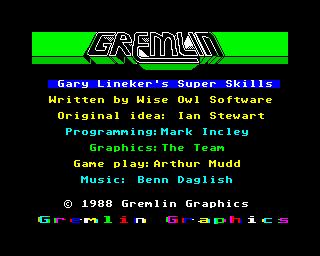 GREMLIN
Gary Lineker's Super Skills
Written by Wise Owl Software
Original idea: Ian Stewart
Programming: Mark Incley
Graphics: The Team
Game play: Arthur Mudd
Music: Benn Daglish
© 1988 Gremlin Graphics
Gremlin Graphics